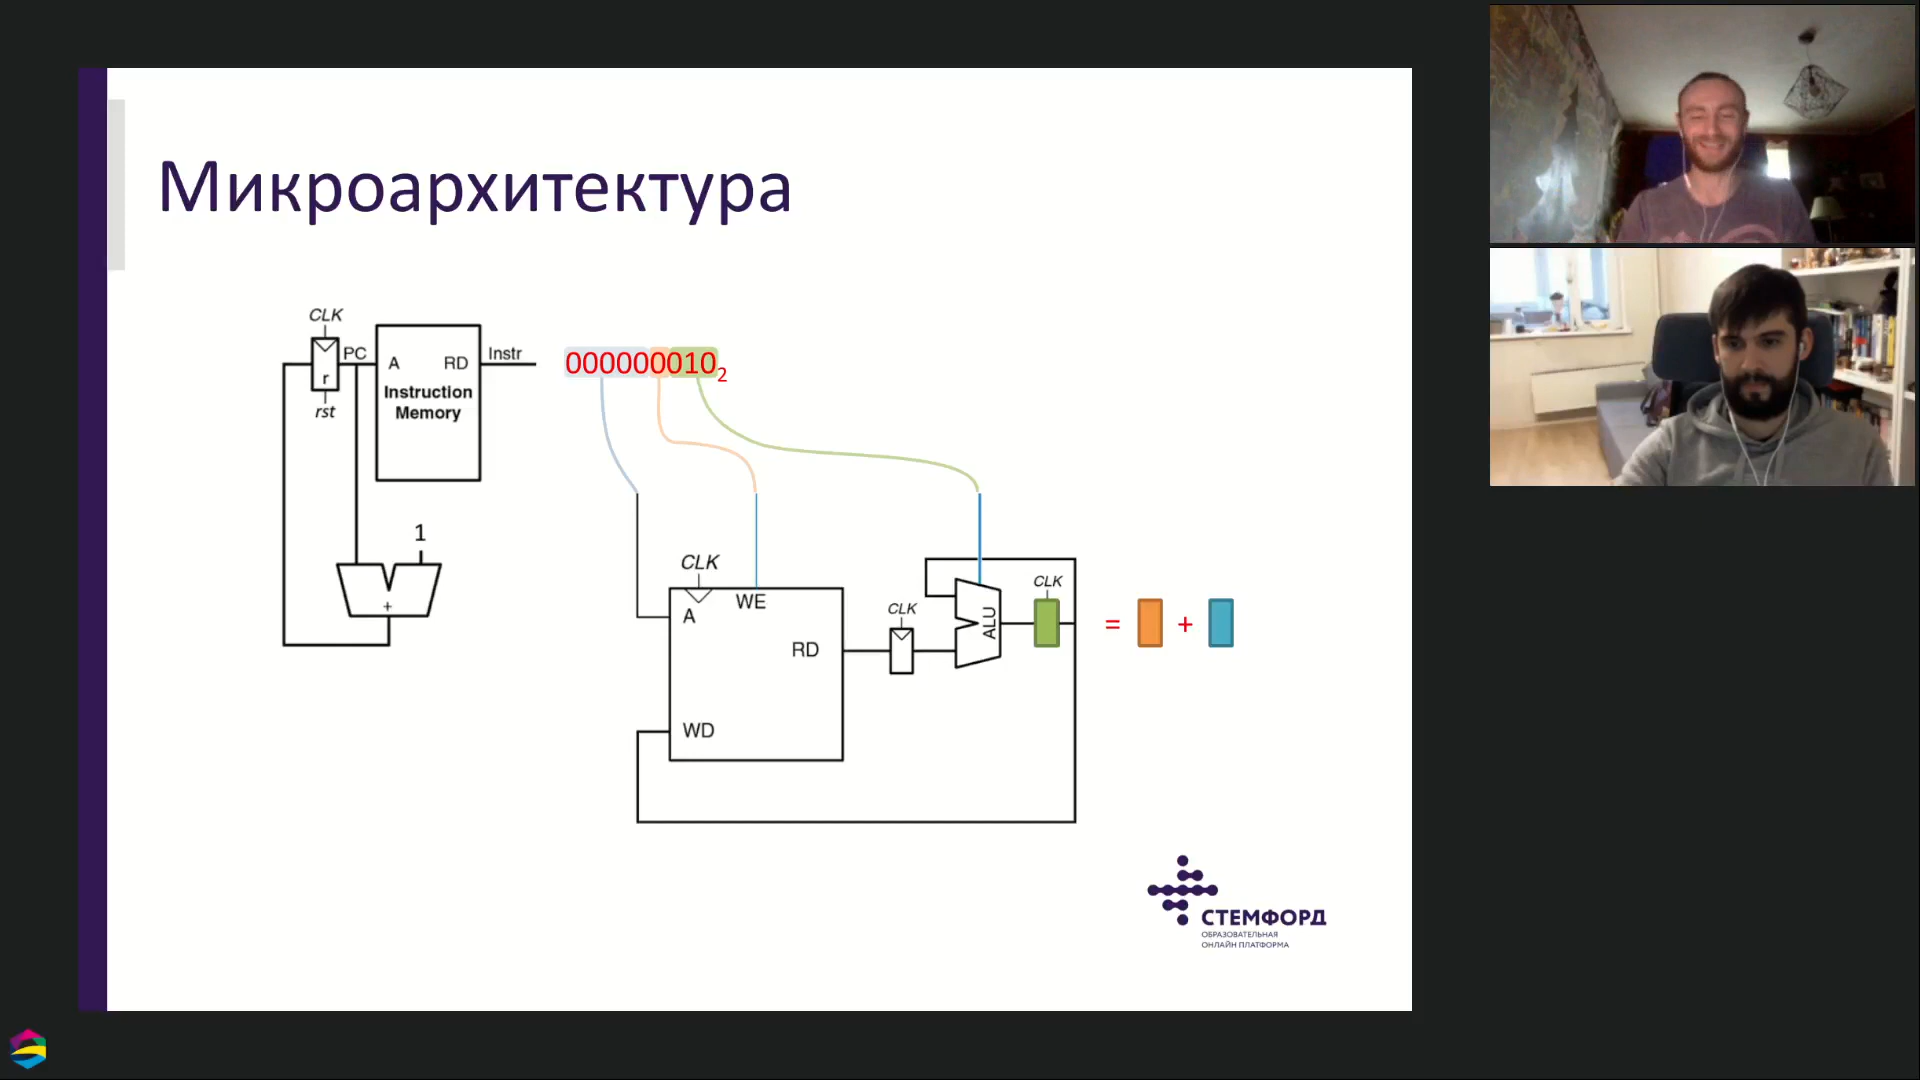 Микроархитектура
CLK
PC
r
rst
A RD
Instruction
Memory
Instr
0000000102
1
+
CLK
A
WE
RD
WD
CLK
ALU
CLK
= +
СТЕМФОРД
ОБРАЗОВАТЕЛЬНАЯ
ОНЛАЙН ПЛАТФОРМА